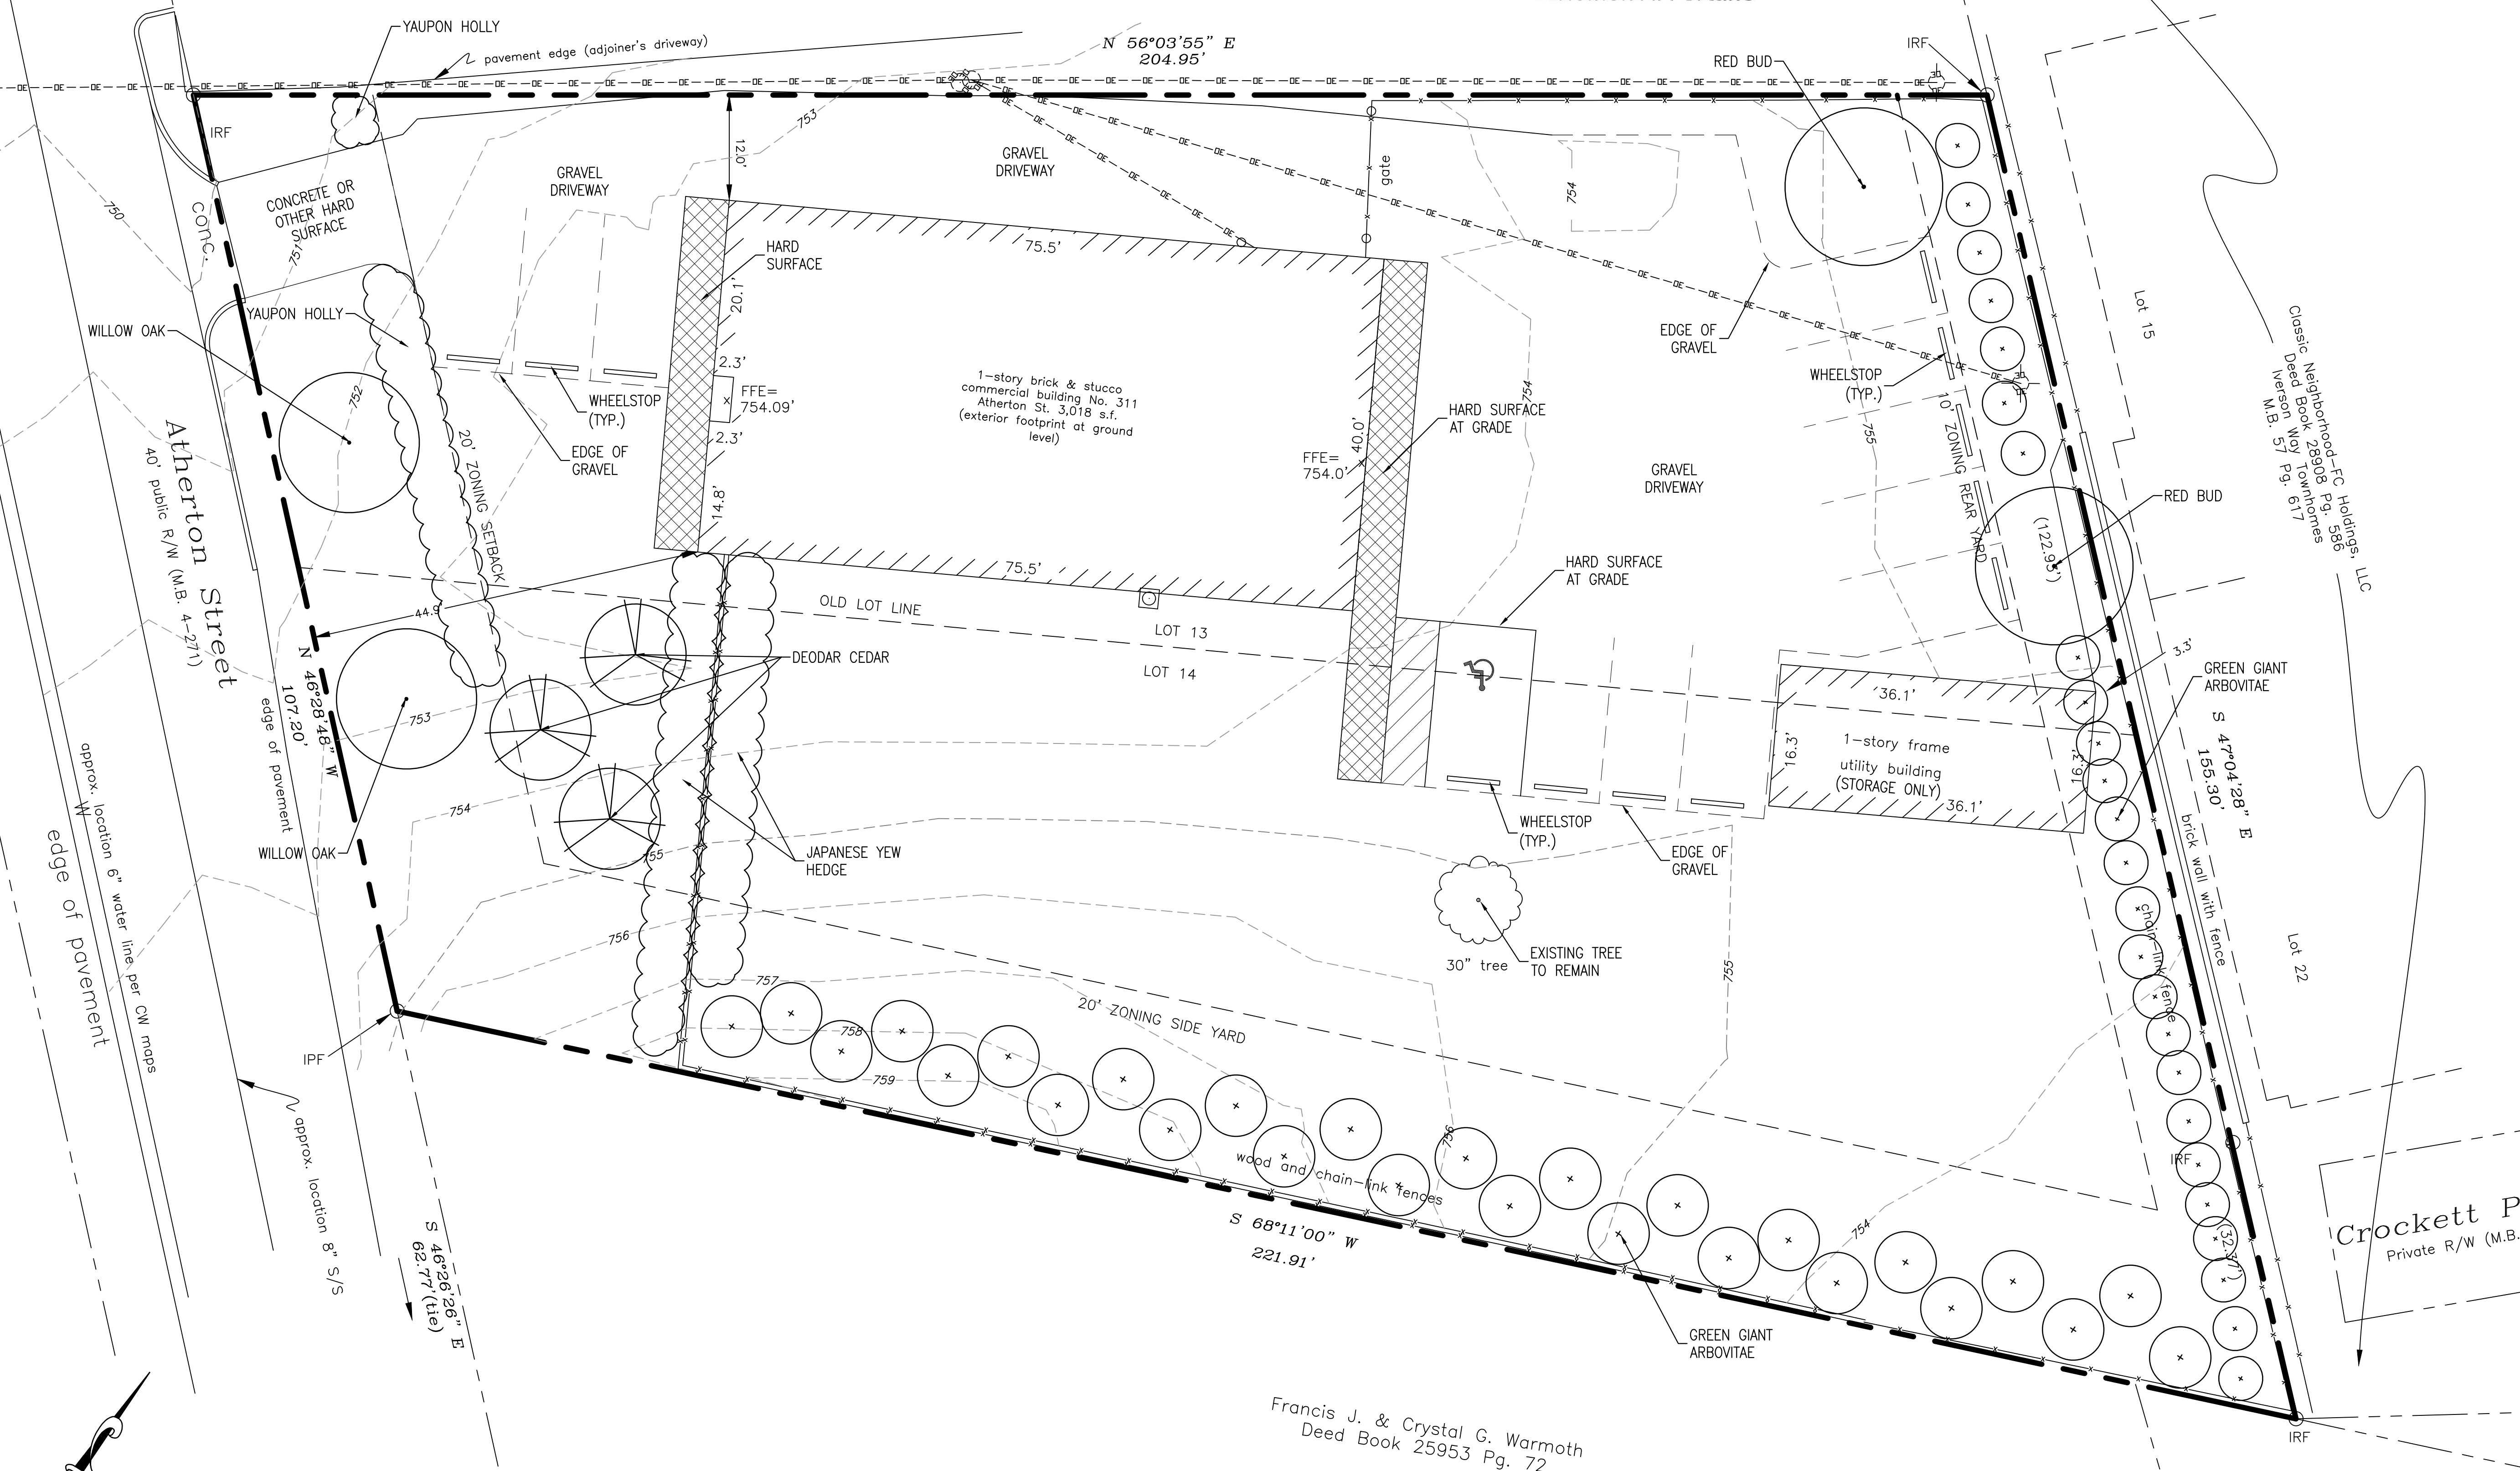 YAUPON HOLLY
pavement edge (adjoiner's driveway)
N 56°03'55" E
204.95'
RED BUD
IRF
IRF
CONC.
CONCRETE OR
OTHER HARD
SURFACE
750
751
752
753
12.0'
GRAVEL
DRIVEWAY
GRAVEL
DRIVEWAY
gate
754
HARD
SURFACE
75.5'
20.1'
YAUPON HOLLY
WILLOW OAK
EDGE OF
GRAVEL
Lot 15
Classic Neighborhood-FC Holdings, LLC
Deed Book 28908 Pg. 586
Iverson Way Townhomes
M.B. 57 Pg. 617
2.3'
FFE=
754.09'
2.3'
14.8'
WHEELSTOP
(TYP.)
EDGE OF
GRAVEL
1-story brick & stucco
commercial building No. 311
Atherton St. 3,018 s.f.
(exterior footprint at ground
level)
FFE=
754.0'
40.0'
HARD SURFACE
AT GRADE
754
WHEELSTOP
(TYP.)
755
10' ZONING REAR YARD
GRAVEL
DRIVEWAY
RED BUD
(122.93')
Atherton Street
40' public R/W (M.B. 4-271)
20' ZONING SETBACK
75.5'
HARD SURFACE
AT GRADE
44.9
OLD LOT LINE
LOT 13
LOT 14
DEODAR CEDAR
N 46°28'48" W
107.20'
edge of pavement
753
3.3'
GREEN GIANT
ARBOVITAE
36.1'
16.3'
1-story frame
utility building
(STORAGE ONLY)
16.3'
36.1'
S 47°04'28" E
155.30'
approx. location 6" water line per CW maps
W
edge of pavement
754
WILLOW OAK
755
JAPANESE YEW
HEDGE
WHEELSTOP
(TYP.)
EDGE OF
GRAVEL
brick wall with fence
chain-link fence
756
30" tree
EXISTING TREE
TO REMAIN
755
Lot 22
757
20' ZONING SIDE YARD
758
759
IPF
approx. location 8" S/S
756
wood and chain-link fences
IRF
S 68°11'00" W
221.91'
754
(32.37')
Crockett P
Private R/W (M.B.
S 46°26'26" E
62.77'(tie)
GREEN GIANT
ARBOVITAE
Francis J. & Crystal G. Warmoth
Deed Book 25953 Pg. 72
IRF